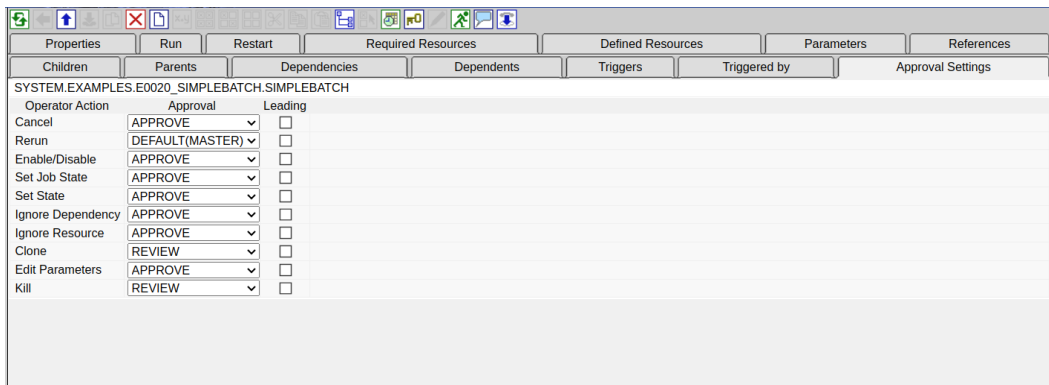 Properties Run Restart Required Resources Defined Resources Parameters References
Children Parents Dependencies Dependents Triggers Triggered by Approval Settings
SYSTEM.EXAMPLES.E0020_SIMPLEBATCH.SIMPLEBATCH
Operator Action Approval Leading
Cancel APPROVE
Rerun DEFAULT(MASTER)
Enable/Disable APPROVE
Set Job State APPROVE
Set State APPROVE
Ignore Dependency APPROVE
Ignore Resource APPROVE
Clone REVIEW
Edit Parameters APPROVE
Kill REVIEW